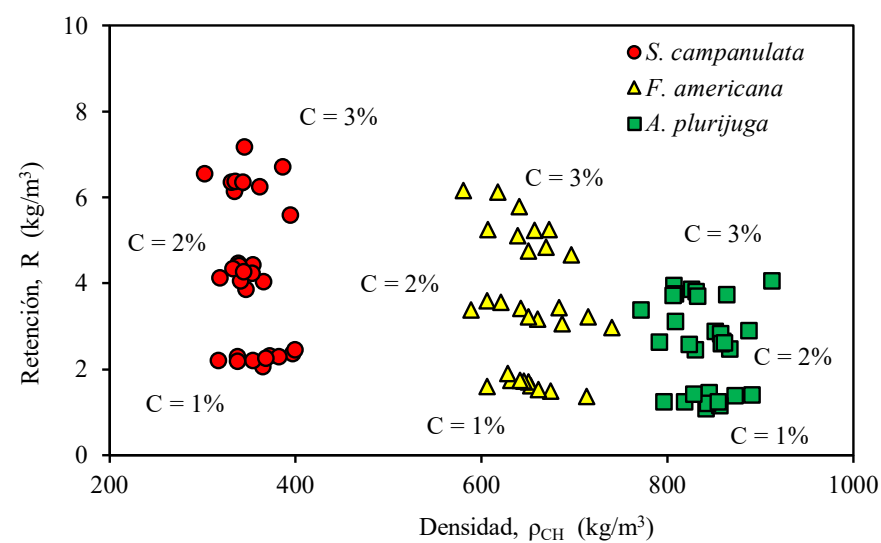 10
8
6
4
2
0
200
400
600
800
1000
Retención, R (kg/m³)
Densidad, ρCH (kg/m³)
S. campanulata
F. americana
A. plurijuga
C = 3%
C = 2%
C = 1%
C = 3%
C = 2%
C = 1%
C = 3%
C = 2%
C = 1%